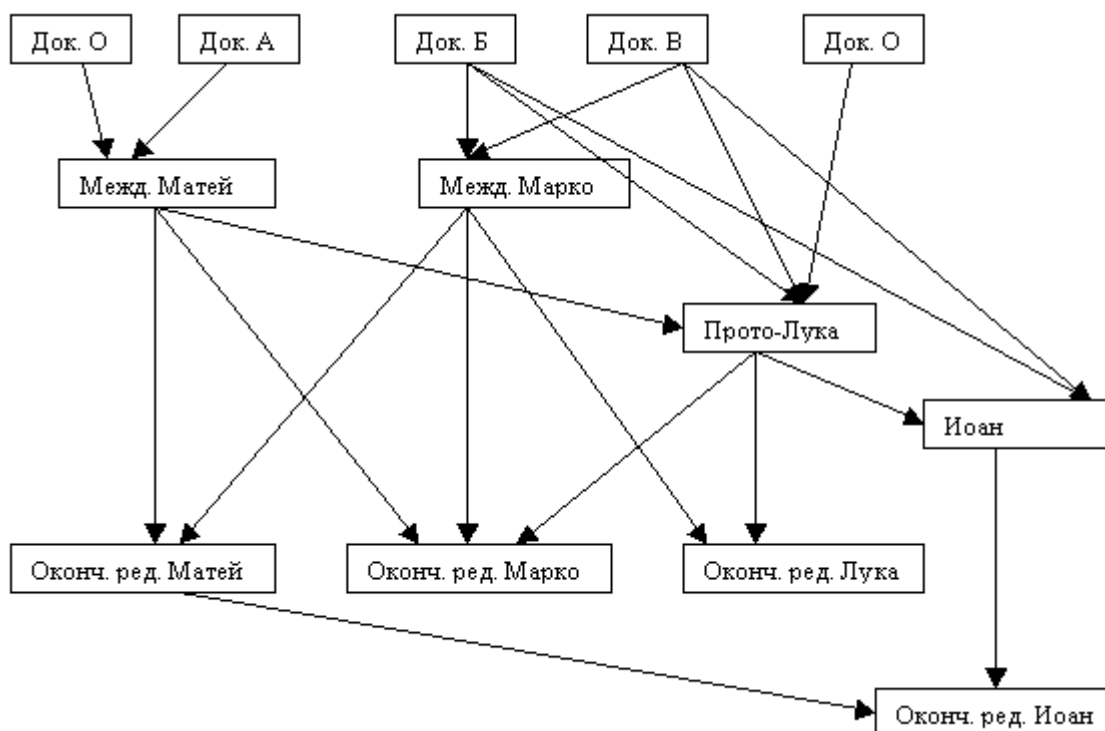 Док. О
Док. А
Док. Б
Док. В
Док. О
Межд. Матей
Межд. Марко
Прото-Лука
Иоан
Оконч. ред. Матей
Оконч. ред. Марко
Оконч. ред. Лука
Оконч. ред. Иоан